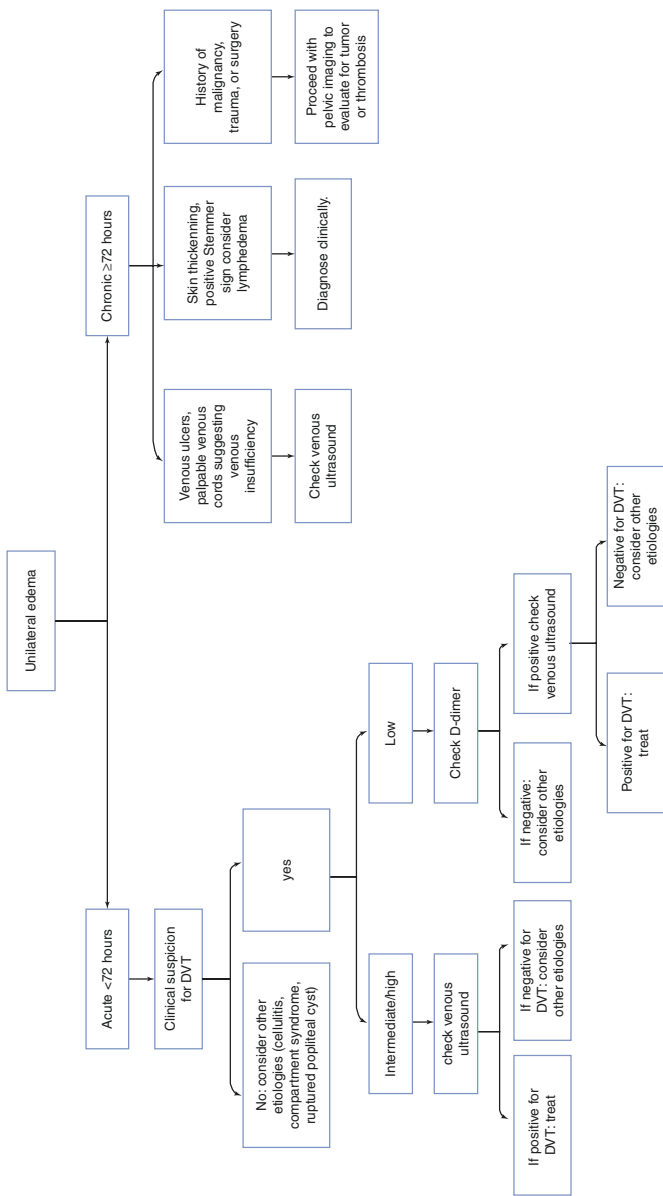 Unilateral edema
Acute <72 hours
Chronic ≥72 hours
Clinical suspicion
for DVT
No: consider other
etiologies (cellulitis,
compartment syndrome,
ruptured popliteal cyst)
yes
Intermediate/high
Low
check venous
ultrasound
Check D-dimer
If positive for
DVT: treat
If negative for
DVT: consider
other etiologies
If negative:
consider other
etiologies
If positive check
venous ultrasound
Positive for DVT:
treat
Negative for DVT:
consider other
etiologies
Venous ulcers,
palpable venous
cords suggesting
venous
insufficiency
Check venous
ultrasound
Skin thickenning,
positive Stemmer
sign consider
lymphedema
Diagnose clinically.
History of
malignancy,
trauma, or surgery
Proceed with
pelvic imaging to
evaluate for tumor
or thrombosis